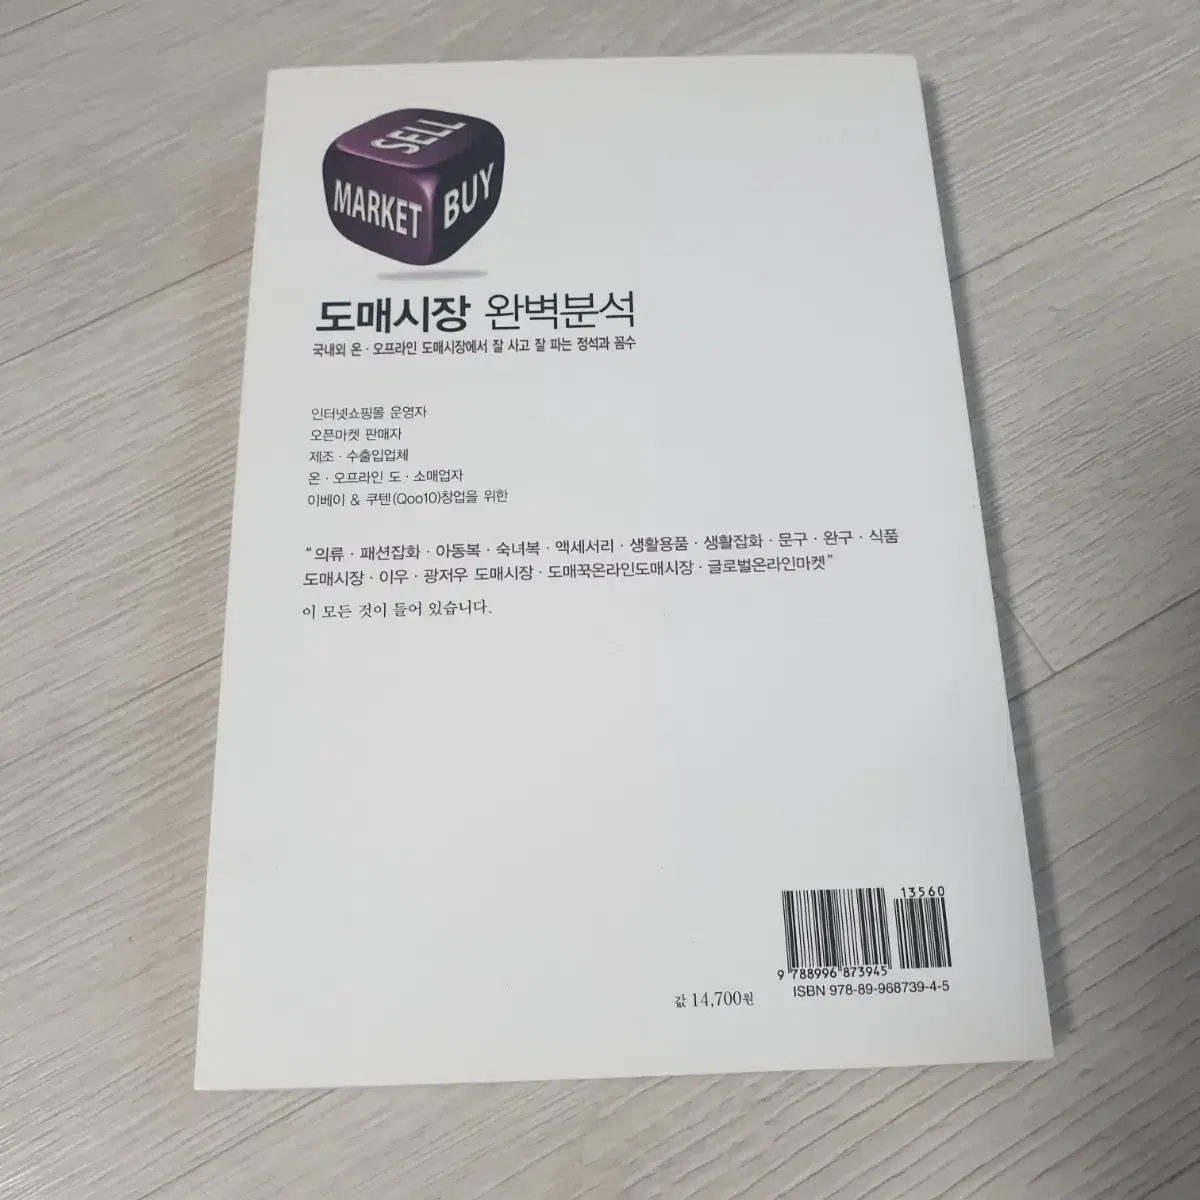 SELL
MARKET BUY
도매시장 완벽분석
국내외 온 · 오프라인 도매시장에서 잘 사고 잘 파는 정석과 꼼수
인터넷쇼핑몰 운영자
오픈마켓 판매자
제조 · 수출입업체
온 · 오프라인 도 · 소매업자
이베이 & 쿠텐(Qoo10)창업을 위한
“의류 · 패션잡화 · 아동복 · 숙녀복 · 액세서리 · 생활용품 · 생활잡화 · 문구 · 완구 · 식품
도매시장 · 이우 · 광저우 도매시장 · 도매꾹온라인도매시장 · 글로벌온라인마켓”
이 모든 것이 들어 있습니다.
13560
9 788996 873945
ISBN 978-89-968739-4-5
값 14,700원